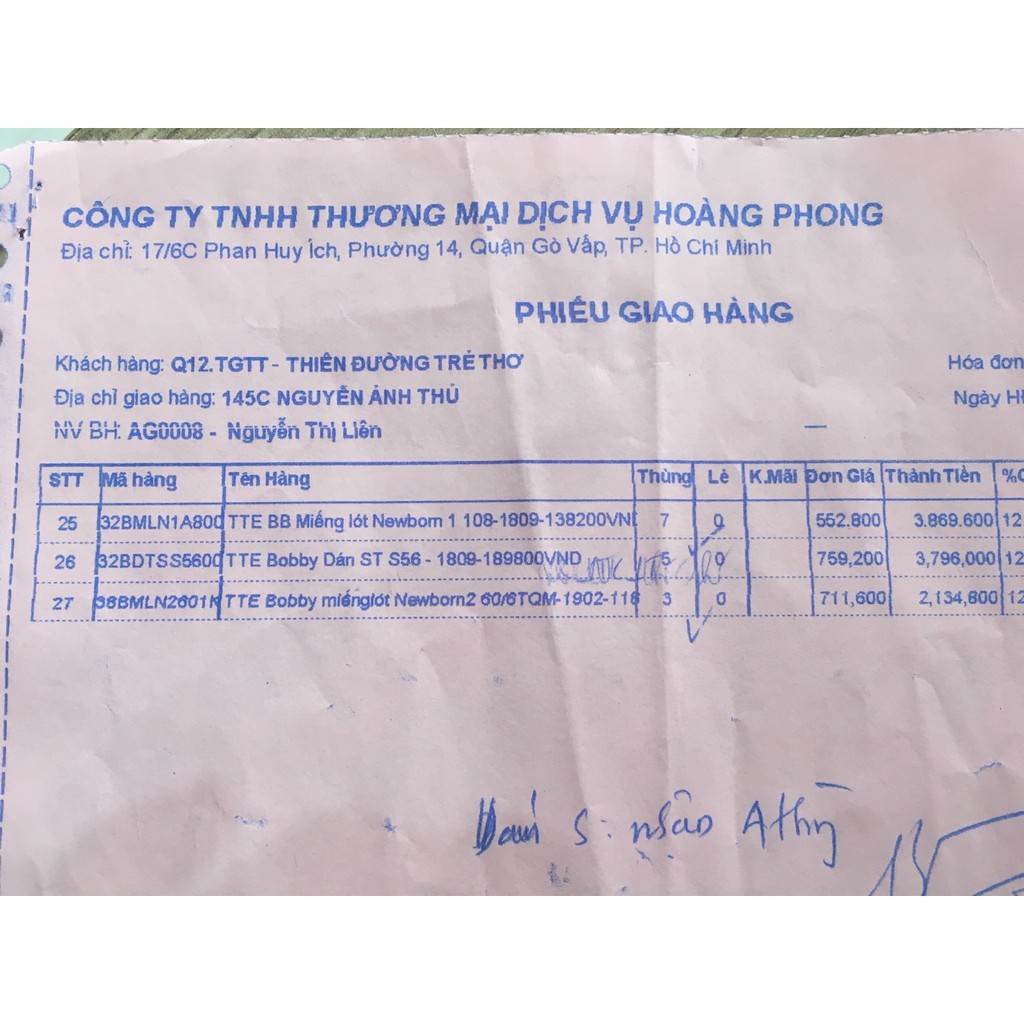 CÔNG TY TNHH THƯƠNG MẠI DỊCH VỤ HOÀNG PHONG
Địa chỉ: 17/6C Phan Huy Ích, Phường 14, Quận Gò Vấp, TP. Hồ Chí Minh
PHIẾU GIAO HÀNG
Khách hàng: Q12.TGTT - THIÊN ĐƯỜNG TRẺ THƠ Hóa đơn
Địa chỉ giao hàng: 145C NGUYỄN ẢNH THỦ Ngày H
NV BH: AG0008 - Nguyễn Thị Liên
STT Mã hàng Tên Hàng Thùng Lẻ K.Mãi Đơn Giá Thành Tiền %
25 32BMLN1A800 TTE BB Miếng lót Newborn 1 108-1809-138200VN 7 0 552.800 3.869.600 12
26 32BDTSS5600 TTE Bobby Dán ST S56 - 1809-189800VND 5 0 759,200 3,796,000 12
27 38BMLN2601 TTE Bobby miếnglót Newborn2 60/6TQM-1902-118 3 0 711,600 2,134,800 12